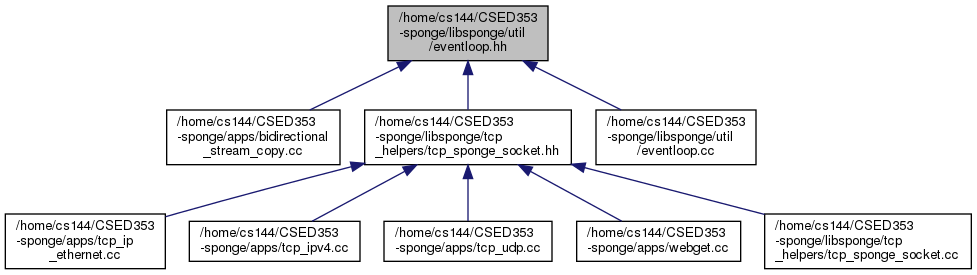 /home/cs144/CSED353
-sponge/libsponge/util
/eventloop.hh
/home/cs144/CSED353
-sponge/apps/bidirectional
_stream_copy.cc
/home/cs144/CSED353
-sponge/libsponge/tcp
_helpers/tcp_sponge_socket.hh
/home/cs144/CSED353
-sponge/libsponge/util
/eventloop.cc
/home/cs144/CSED353
-sponge/apps/tcp_ip
_ethernet.cc
/home/cs144/CSED353
-sponge/apps/tcp_ipv4.cc
/home/cs144/CSED353
-sponge/apps/tcp_udp.cc
/home/cs144/CSED353
-sponge/apps/webget.cc
/home/cs144/CSED353
-sponge/libsponge/tcp
_helpers/tcp_sponge_socket.cc